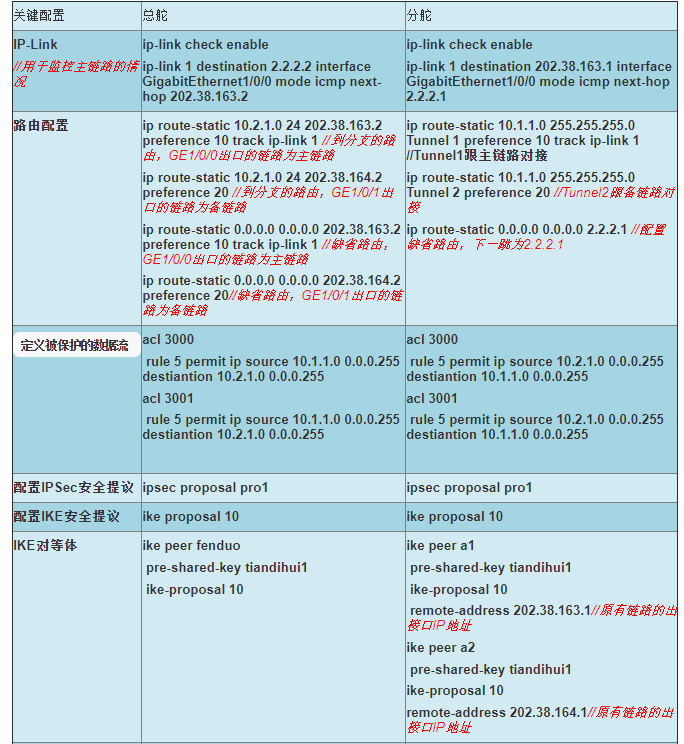 关键配置
总舵
分舵
IP-Link
//用于监控主链路的情
况
ip-link check enable
ip-link 1 destination 2.2.2.2 interface
GigabitEthernet1/0/0 mode icmp next-
hop 202.38.163.2
ip-link check enable
ip-link 1 destination 202.38.163.1 interface
GigabitEthernet1/0/0 mode icmp next-hop
2.2.2.1
路由配置
ip route-static 10.2.1.0 24 202.38.163.2
preference 10 track ip-link 1 //到分支的路
由，GE1/0/0出口的链路为主链路
ip route-static 10.2.1.0 24 202.38.164.2
preference 20 //到分支的路由，GE1/0/1出
口的链路为备链路
ip route-static 0.0.0.0 0.0.0.0 202.38.163.2
preference 10 track ip-link 1 //缺省路由，
GE1/0/0出口的链路为主链路
ip route-static 0.0.0.0 0.0.0.0 202.38.164.2
preference 20//缺省路由，GE1/0/1出口的链
路为备链路
ip route-static 10.1.1.0 255.255.255.0
Tunnel 1 preference 10 track ip-link 1
//Tunnel1跟主链路对接
ip route-static 10.1.1.0 255.255.255.0
Tunnel 2 preference 20 //Tunnel2跟备链路对
接
ip route-static 0.0.0.0 0.0.0.0 2.2.2.1 //配置
缺省路由，下一跳为2.2.2.1
定义被保护的数据流
acl 3000
rule 5 permit ip source 10.1.1.0 0.0.0.255
destiantion 10.2.1.0 0.0.0.255
acl 3001
rule 5 permit ip source 10.1.1.0 0.0.0.255
destiantion 10.2.1.0 0.0.0.255
acl 3000
rule 5 permit ip source 10.2.1.0 0.0.0.255
destiantion 10.1.1.0 0.0.0.255
acl 3001
rule 5 permit ip source 10.2.1.0 0.0.0.255
destiantion 10.1.1.0 0.0.0.255
配置IPSec安全提议
ipsec proposal pro1
ipsec proposal pro1
配置IKE安全提议
ike proposal 10
ike proposal 10
IKE对等体
ike peer fenduo
pre-shared-key tiandihui1
ike-proposal 10
ike peer a1
pre-shared-key tiandihui1
ike-proposal 10
remote-address 202.38.163.1//原有链路的出
接口IP地址
ike peer a2
pre-shared-key tiandihui1
ike-proposal 10
remote-address 202.38.164.1//原有链路的出
接口IP地址